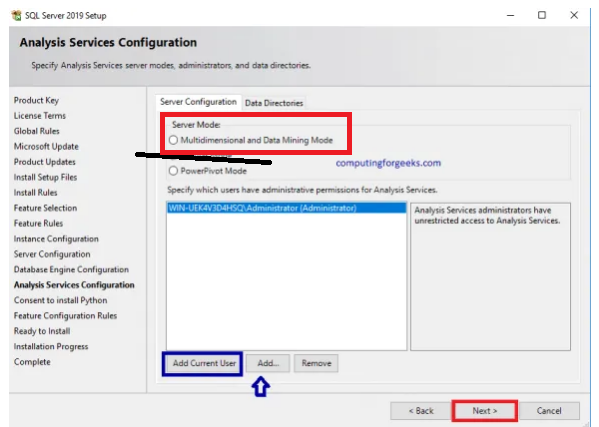 SQL Server 2019 Setup
Analysis Services Configuration
Specify Analysis Services server modes, administrators, and data directories.
Product Key
License Terms
Global Rules
Microsoft Update
Product Updates
Install Setup Files
Install Rules
Feature Selection
Feature Rules
Instance Configuration
Server Configuration
Database Engine Configuration
Analysis Services Configuration
Consent to install Python
Feature Configuration Rules
Ready to Install
Installation Progress
Complete
Server Configuration Data Directories
Server Mode:
Multidimensional and Data Mining Mode
computingforgeeks.com
PowerPivot Mode
Specify which users have administrative permissions for Analysis Services.
WIN-UEK4V3D4HSQ\Administrator (Administrator)
Analysis Services administrators have
unrestricted access to Analysis Services.
Add Current User Add... Remove
< Back Next > Cancel